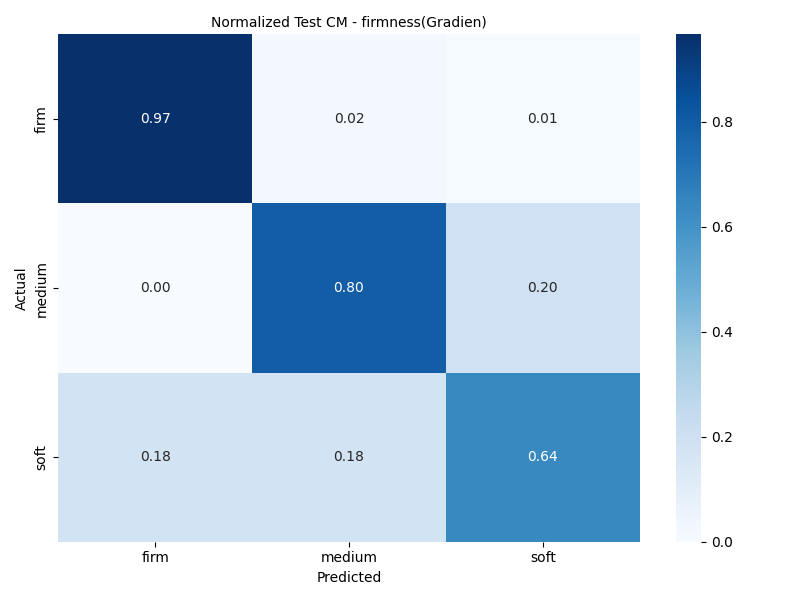 Normalized Test CM - firmness(Gradien)
firm
0.97
0.02
0.01
0.8
Actual
medium
0.00
0.80
0.20
0.6
0.4
soft
0.18
0.18
0.64
0.2
0.0
firm
medium
soft
Predicted